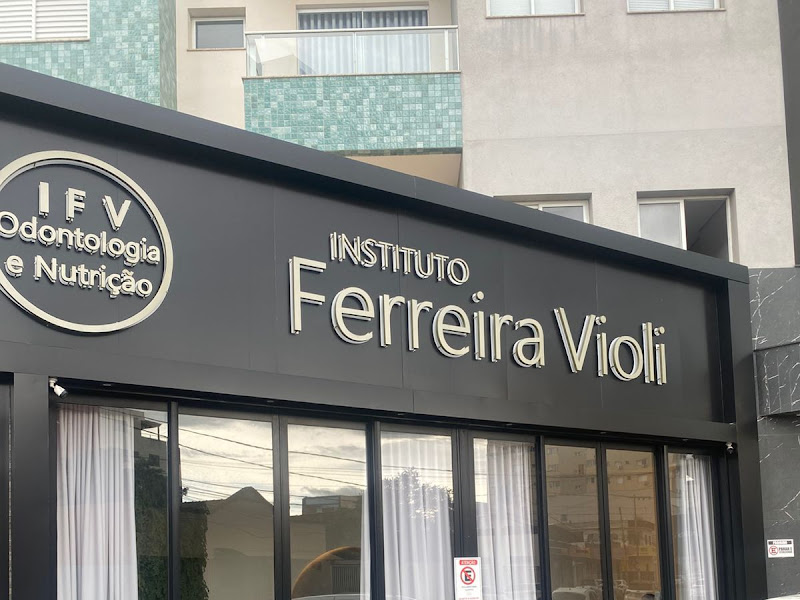 IFV
Odontologia
e Nutrição
INSTITUTO
Ferreira Violi